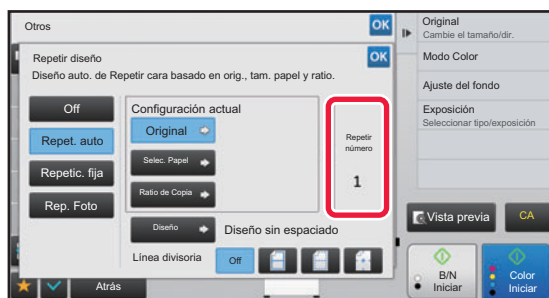 Otros
OK
Repetir diseño
OK
Diseño auto. de Repetir cara basado en orig., tam. papel y ratio.
Off
Repet. auto
Repetic. fija
Rep. Foto
Configuración actual
Original
Selec. Papel
Ratio de Copia
Repetir
número
1
Diseño
Diseño sin espaciado
Línea divisoria
Off
Atrás
Original
Cambie el tamaño/dir.
Modo Color
Ajuste del fondo
Exposición
Seleccionar tipo/exposición
Vista previa
CA
B/N
Iniciar
Color
Iniciar